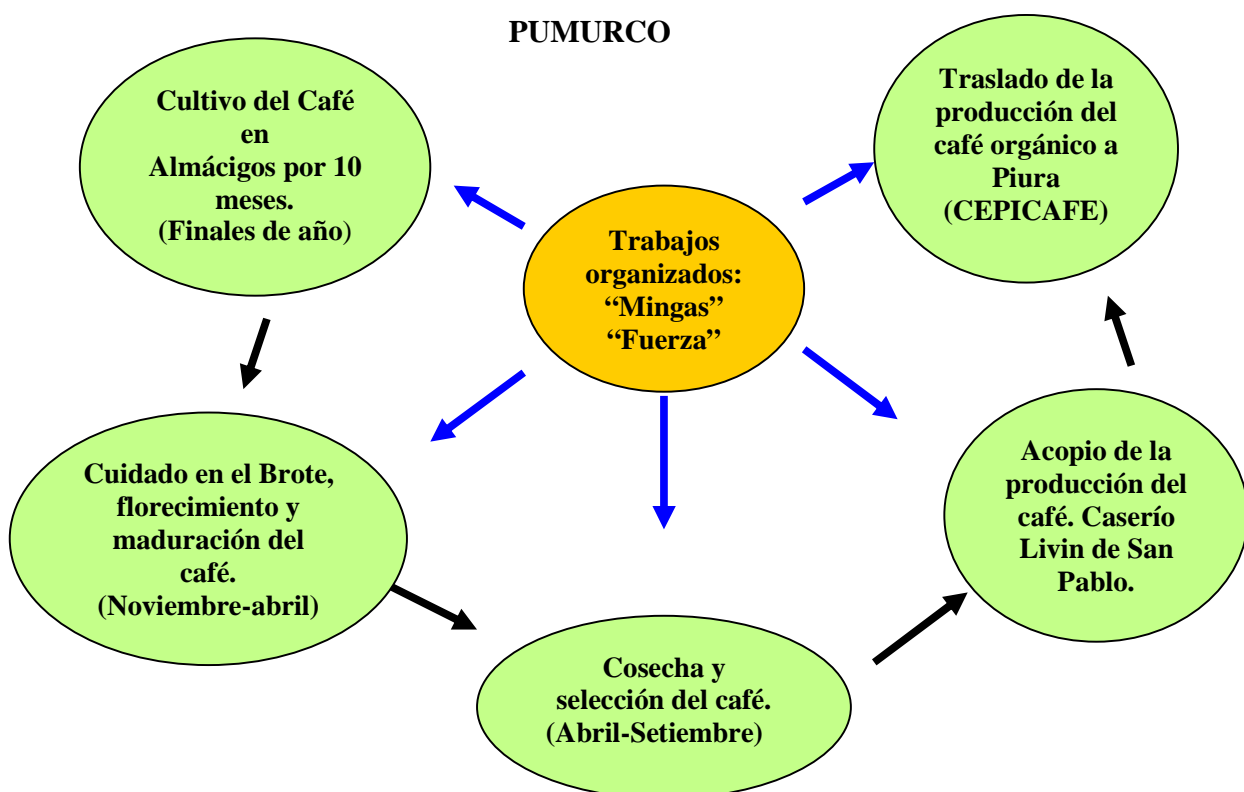 PUMURCO
Cultivo del Café
en
Almácigos por 10
meses.
(Finales de año)
Traslado de la
producción del
café orgánico a
Piura
(CEPICAFE)
Trabajos
organizados:
“Mingas”
“Fuerza”
Cuidado en el Brote,
florecimiento y
maduración del
café.
(Noviembre-abril)
Acopio de la
producción del
café. Caserío
Livin de San
Pablo.
Cosecha y
selección del café.
(Abril-Setiembre)